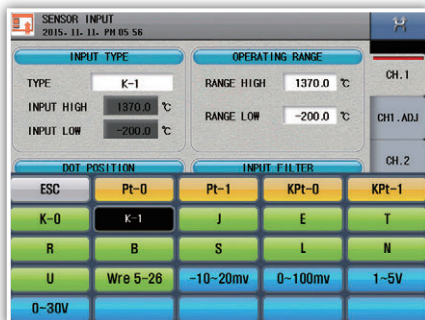 SENSOR INPUT
2015. 11. 11. PM 05 56
INPUT TYPE
OPERATING RANGE
TYPE K-1
RANGE HIGH 1370.0 ℃
CH.1
INPUT HIGH 1370.0 ℃
RANGE LOW -200.0 ℃
CH1.ADJ
INPUT LOW -200.0 ℃
DOT POSITION
INPUT FILTER
CH.2
ESC Pt-0 Pt-1 KPt-0 KPt-1
K-0 K-1 J E T
R B S L N
U Wre 5-26 -10~20mv 0~100mv 1~5V
0~30V